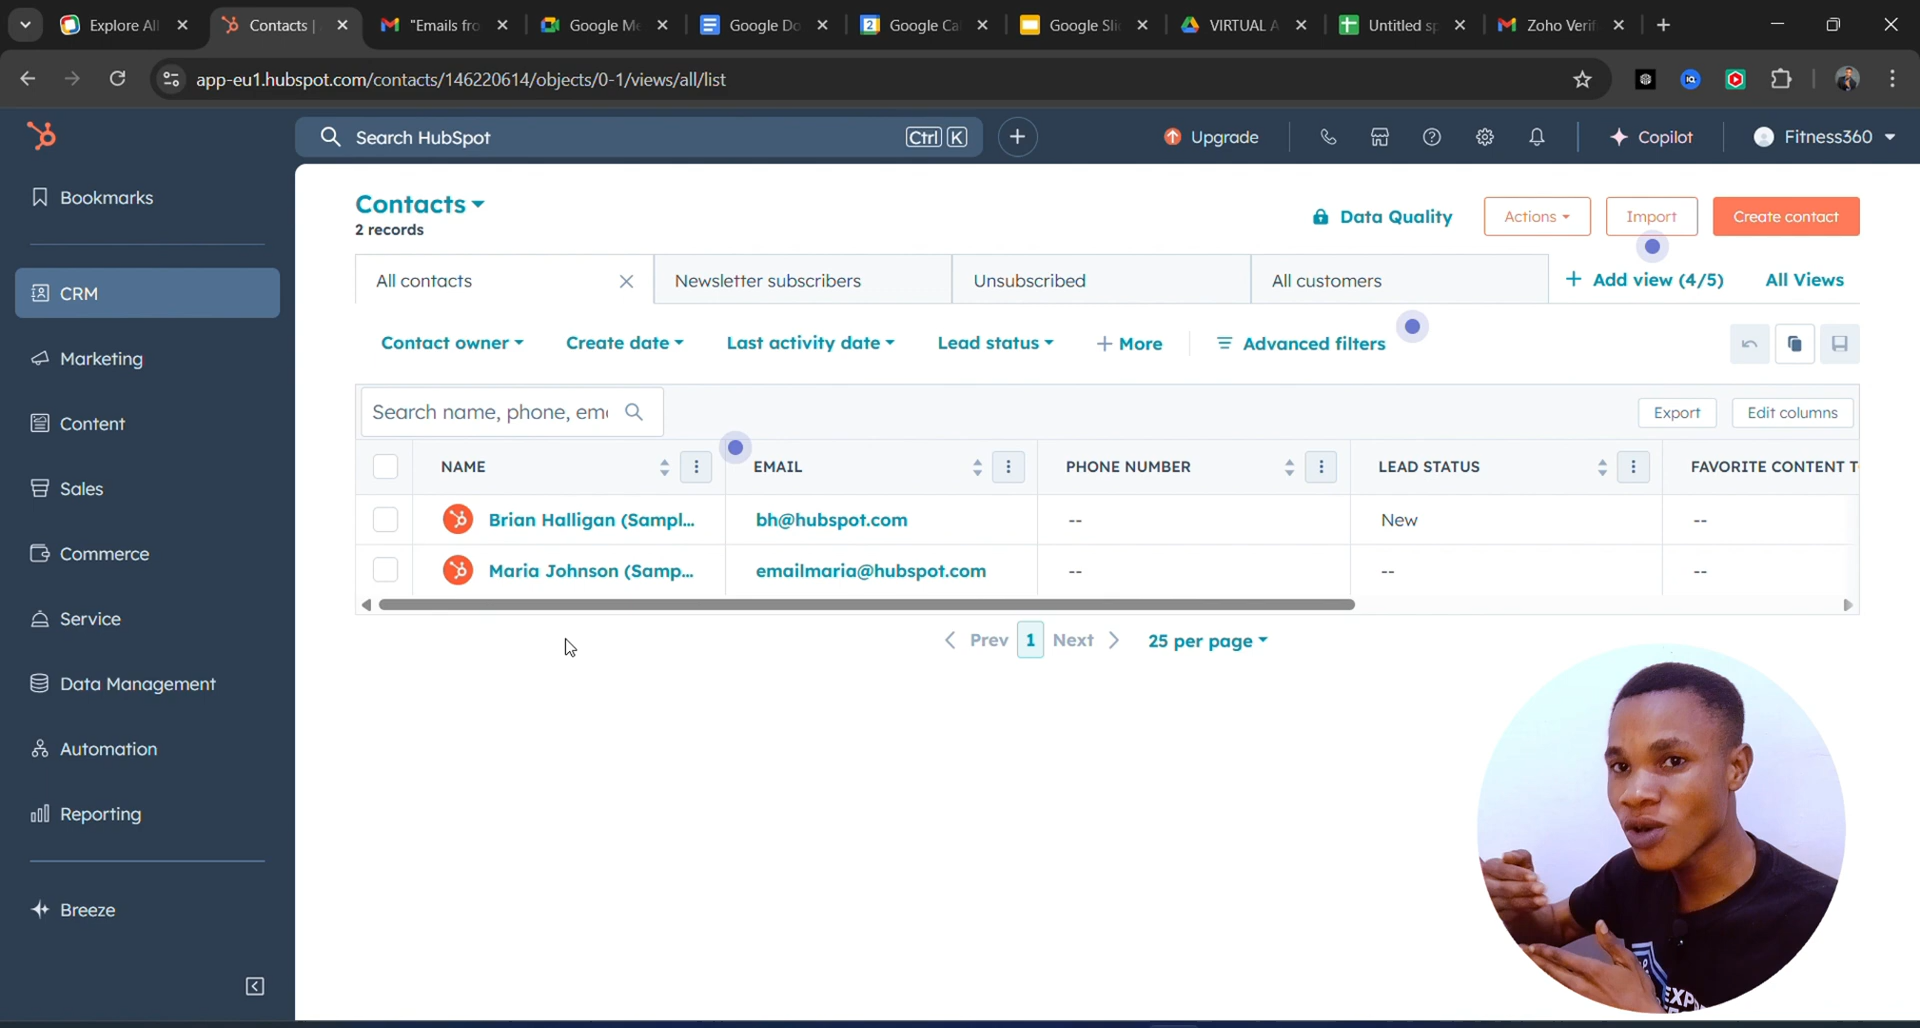 Explore All
Contacts |
"Emails fro
Google Me
Google Do
Google Ca
Google Slid
VIRTUAL A
Untitled sp
Zoho Verif
app-eu1.hubspot.com/contacts/146220614/objects/0-1/views/all/list
Search HubSpot
Ctrl K
Upgrade
Copilot
Fitness360
Bookmarks
CRM
Marketing
Content
Sales
Commerce
Service
Data Management
Automation
Reporting
Breeze
Contacts
2 records
Data Quality
Actions
Import
Create contact
All contacts
Newsletter subscribers
Unsubscribed
All customers
+ Add view (4/5)
All Views
Contact owner
Create date
Last activity date
Lead status
+ More
Advanced filters
Search name, phone, ema
Export
Edit columns
NAME EMAIL PHONE NUMBER LEAD STATUS FAVORITE CONTENT T
Brian Halligan (Sampl... bh@hubspot.com -- New --
Maria Johnson (Samp... emailmaria@hubspot.com -- -- --
Prev 1 Next 25 per page